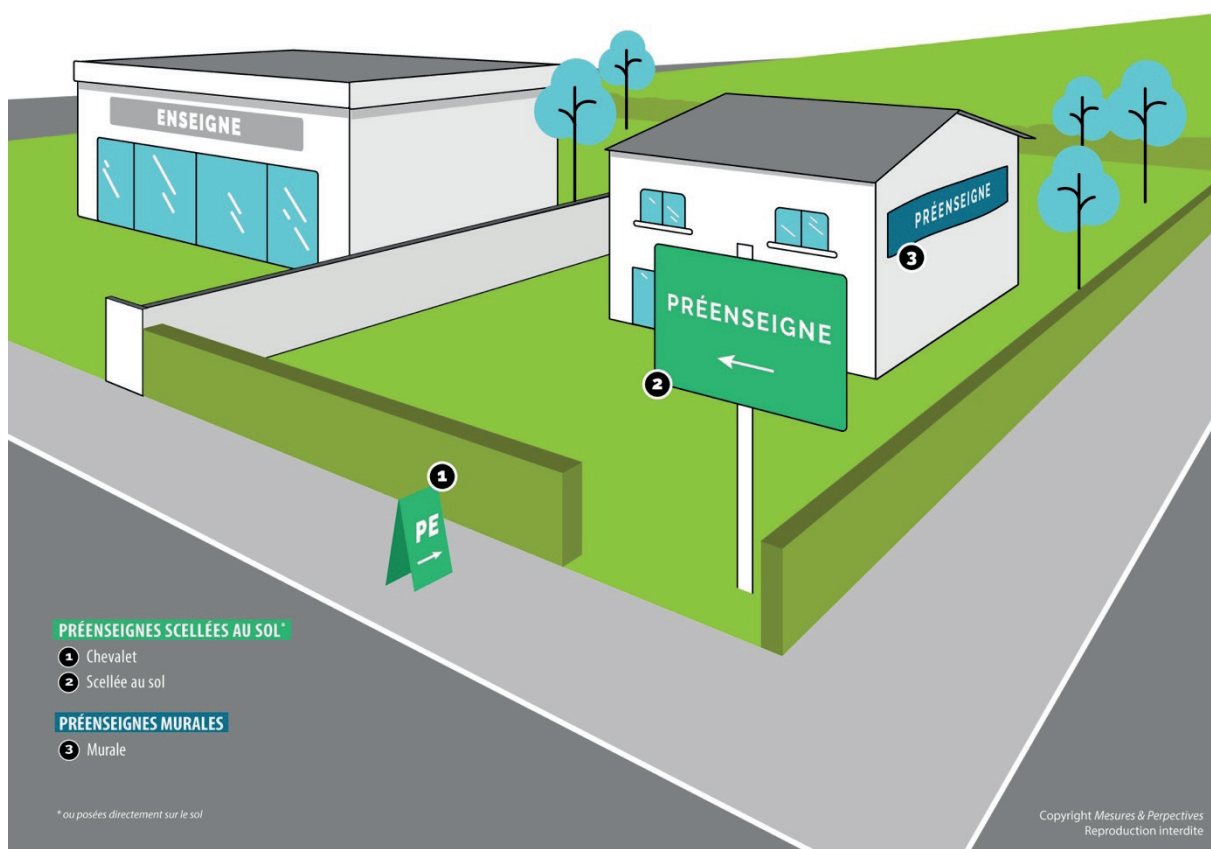 ENSEIGNE
PRÉENSEIGNE
3
PRÉENSEIGNE
2
1
PE
PRÉENSEIGNES SCELLÉES AU SOL*
1 Chevalet
2 Scellée au sol
PRÉENSEIGNES MURALES
3 Murale
* ou posées directement sur le sol
Copyright Mesures & Perpectives
Reproduction interdite